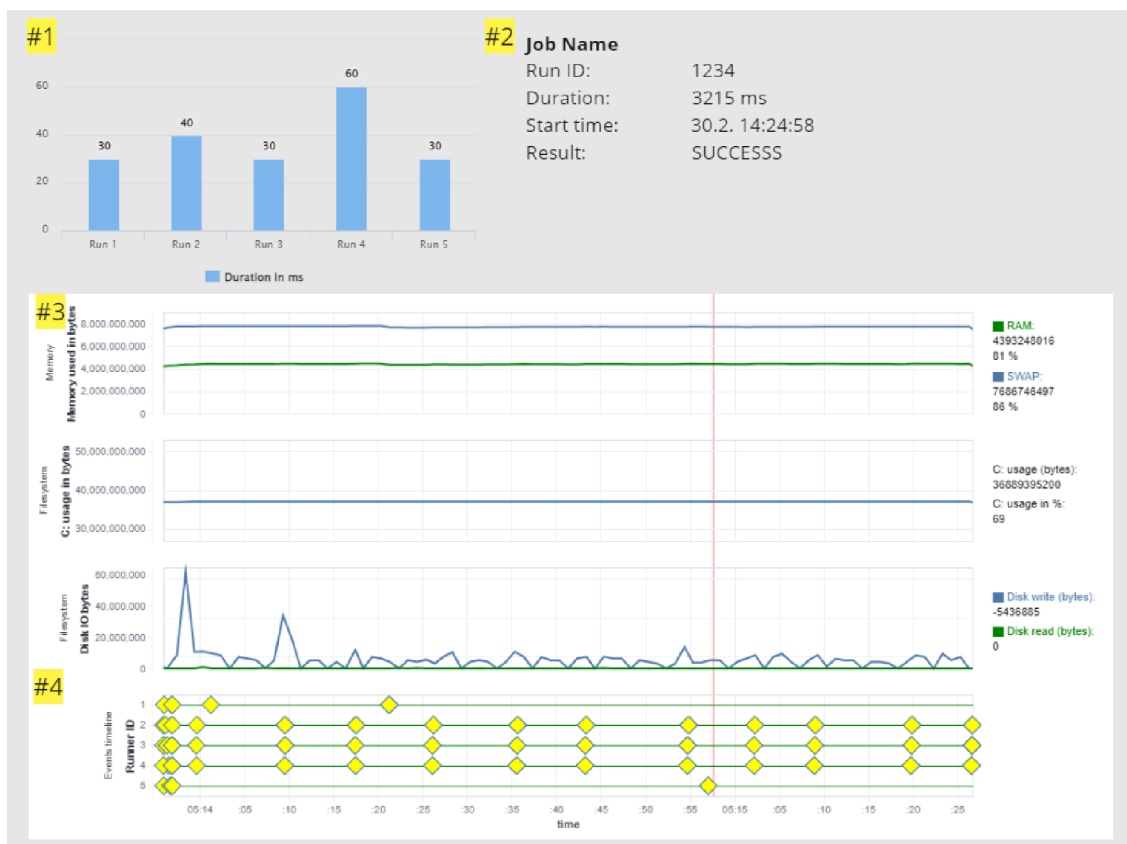 #1
60
40
20
0
30
40
30
60
30
Run 1 Run 2 Run 3 Run 4 Run 5
Duration in ms
#2
Job Name
Run ID: 1234
Duration: 3215 ms
Start time: 30.2. 14:24:58
Result: SUCCESSS
#3
Memory
Memory used in bytes
8,000,000,000
6,000,000,000
4,000,000,000
2,000,000,000
0
RAM:
4393248016
81 %
SWAP:
7686746497
86 %
Filesystem
C: usage in bytes
50,000,000,000
40,000,000,000
30,000,000,000
C: usage (bytes):
36889395200
C: usage in %:
69
Filesystem
Disk IO bytes
60,000,000
40,000,000
20,000,000
0
Disk write (bytes):
-5436885
Disk read (bytes):
0
#4
Events timeline
Runner ID
1
2
3
4
5
05:14 :05 :10 :15 :20 :25 :30 :35 :40 :45 :50 :55 05:15 :05 :10 :15 :20 :25
time